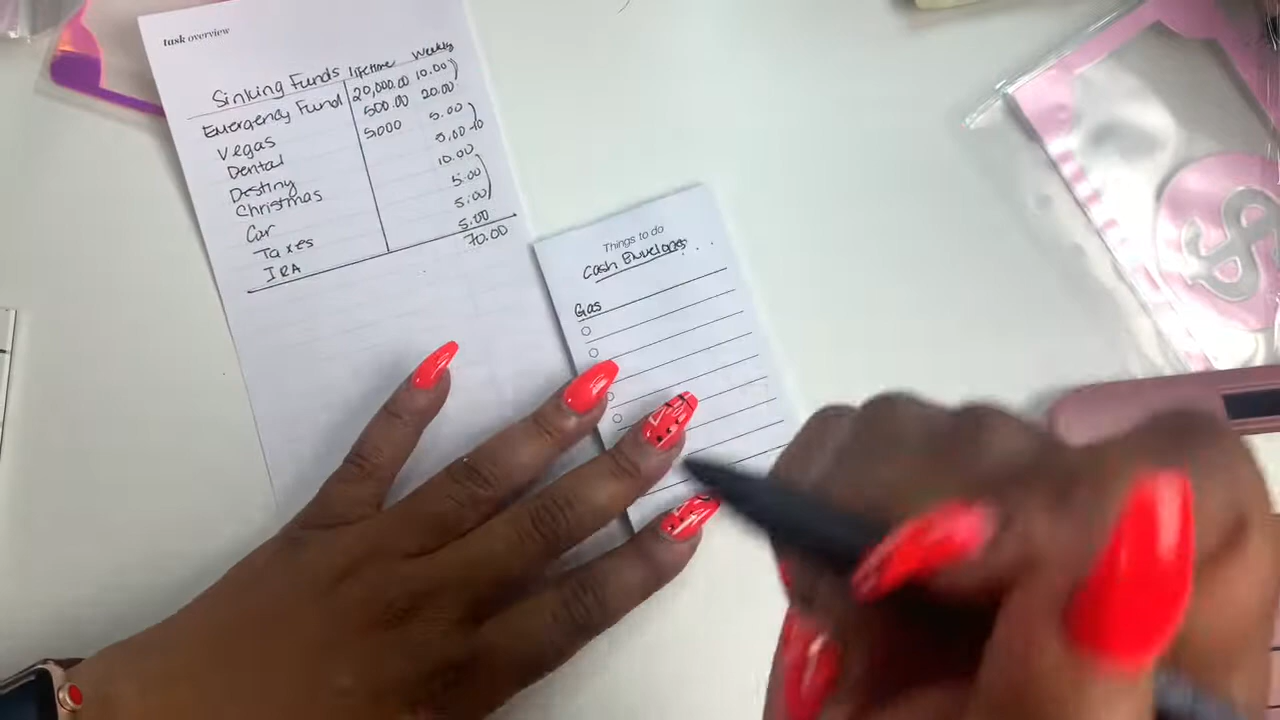 task overview
Sinking Funds lifetime Weekly
Emergency Fund 20,000.00 10.00
Vegas 500.00 20.00
Dental 5000 5.00
Destiny 5.00-10
Christmas 10.00
Car 5.00
Taxes 5.00
IRA 5.00
70.00
Things to do
Cash Envelopes
Gas
$